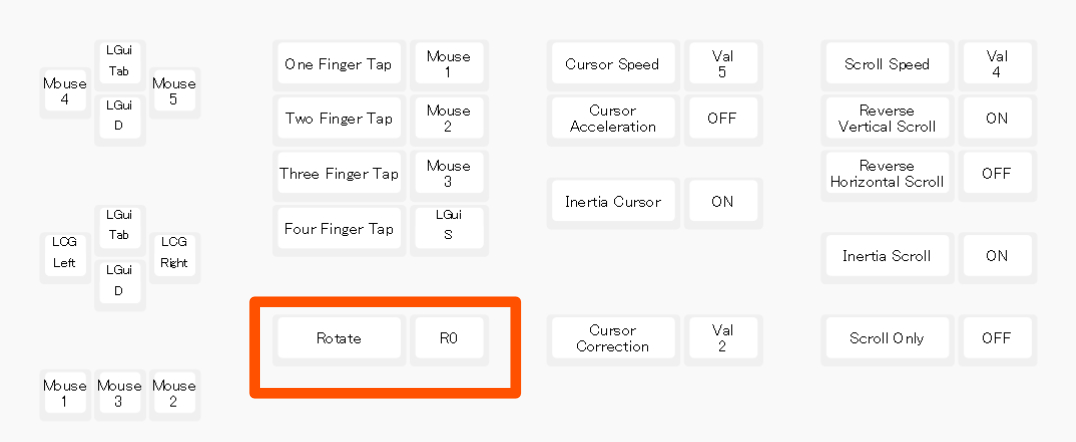 LGui
Tab
Mouse
4
Mouse
5
LGui
D
LGui
Tab
LCG
Left
LCG
Right
LGui
D
Mouse
1
Mouse
3
Mouse
2
One Finger Tap
Mouse
1
Two Finger Tap
Mouse
2
Three Finger Tap
Mouse
3
Four Finger Tap
LGui
S
Rotate
R0
Cursor Speed
Val
5
Cursor
Acceleration
OFF
Inertia Cursor
ON
Cursor
Correction
Val
2
Scroll Speed
Val
4
Reverse
Vertical Scroll
ON
Reverse
Horizontal Scroll
OFF
Inertia Scroll
ON
Scroll Only
OFF